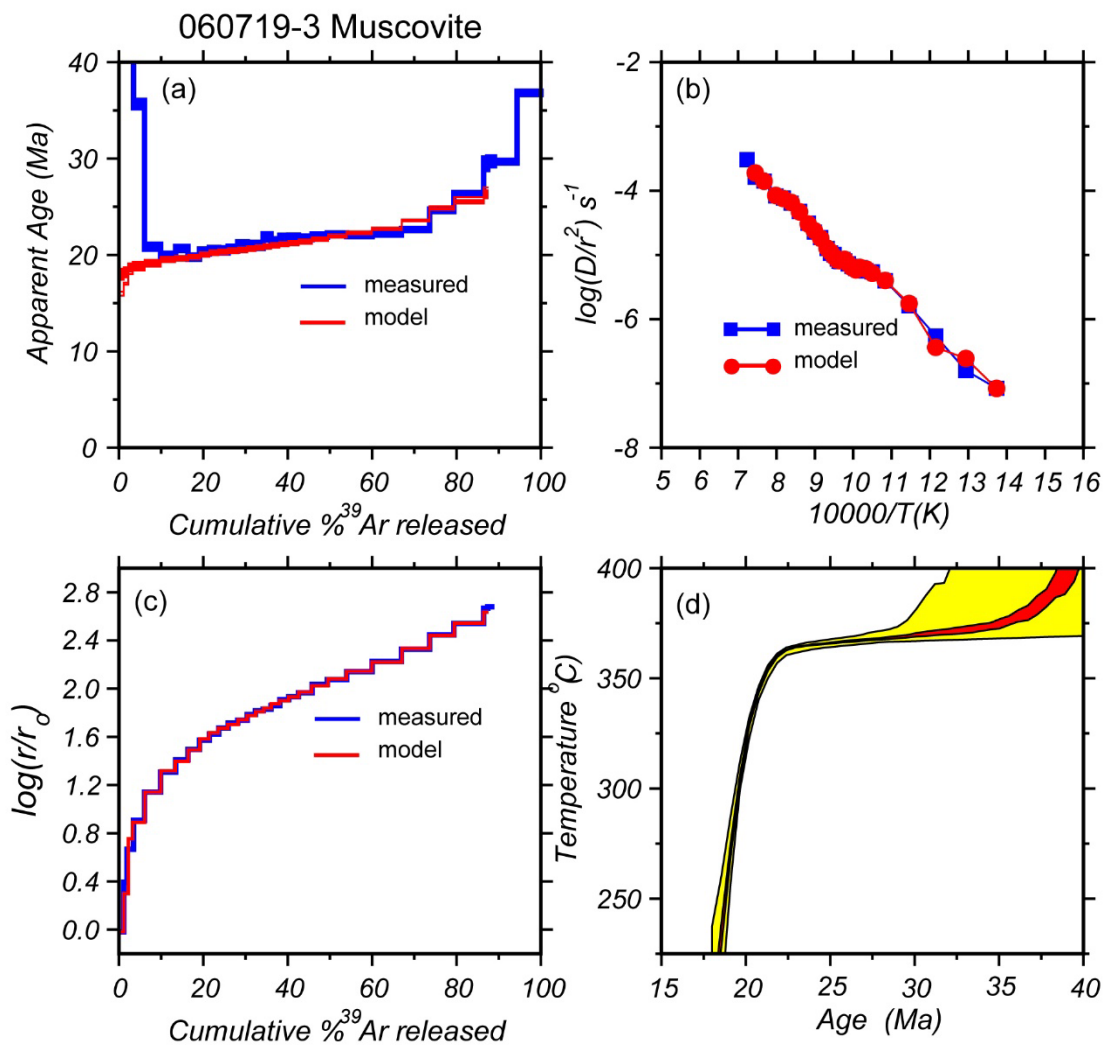 060719-3 Muscovite
(a)
40
30
20
10
0
Apparent Age (Ma)
measured
model
0 20 40 60 80 100
Cumulative %³⁹Ar released
(b)
-2
-4
-6
-8
log(D/r²) s⁻¹
measured
model
5 6 7 8 9 10 11 12 13 14 15 16
10000/T(K)
(c)
2.8
2.4
2.0
1.6
1.2
0.8
0.4
0.0
log(r/rₒ)
measured
model
0 20 40 60 80 100
Cumulative %³⁹Ar released
(d)
400
350
300
250
Temperature ⁰C)
15 20 25 30 35 40
Age (Ma)